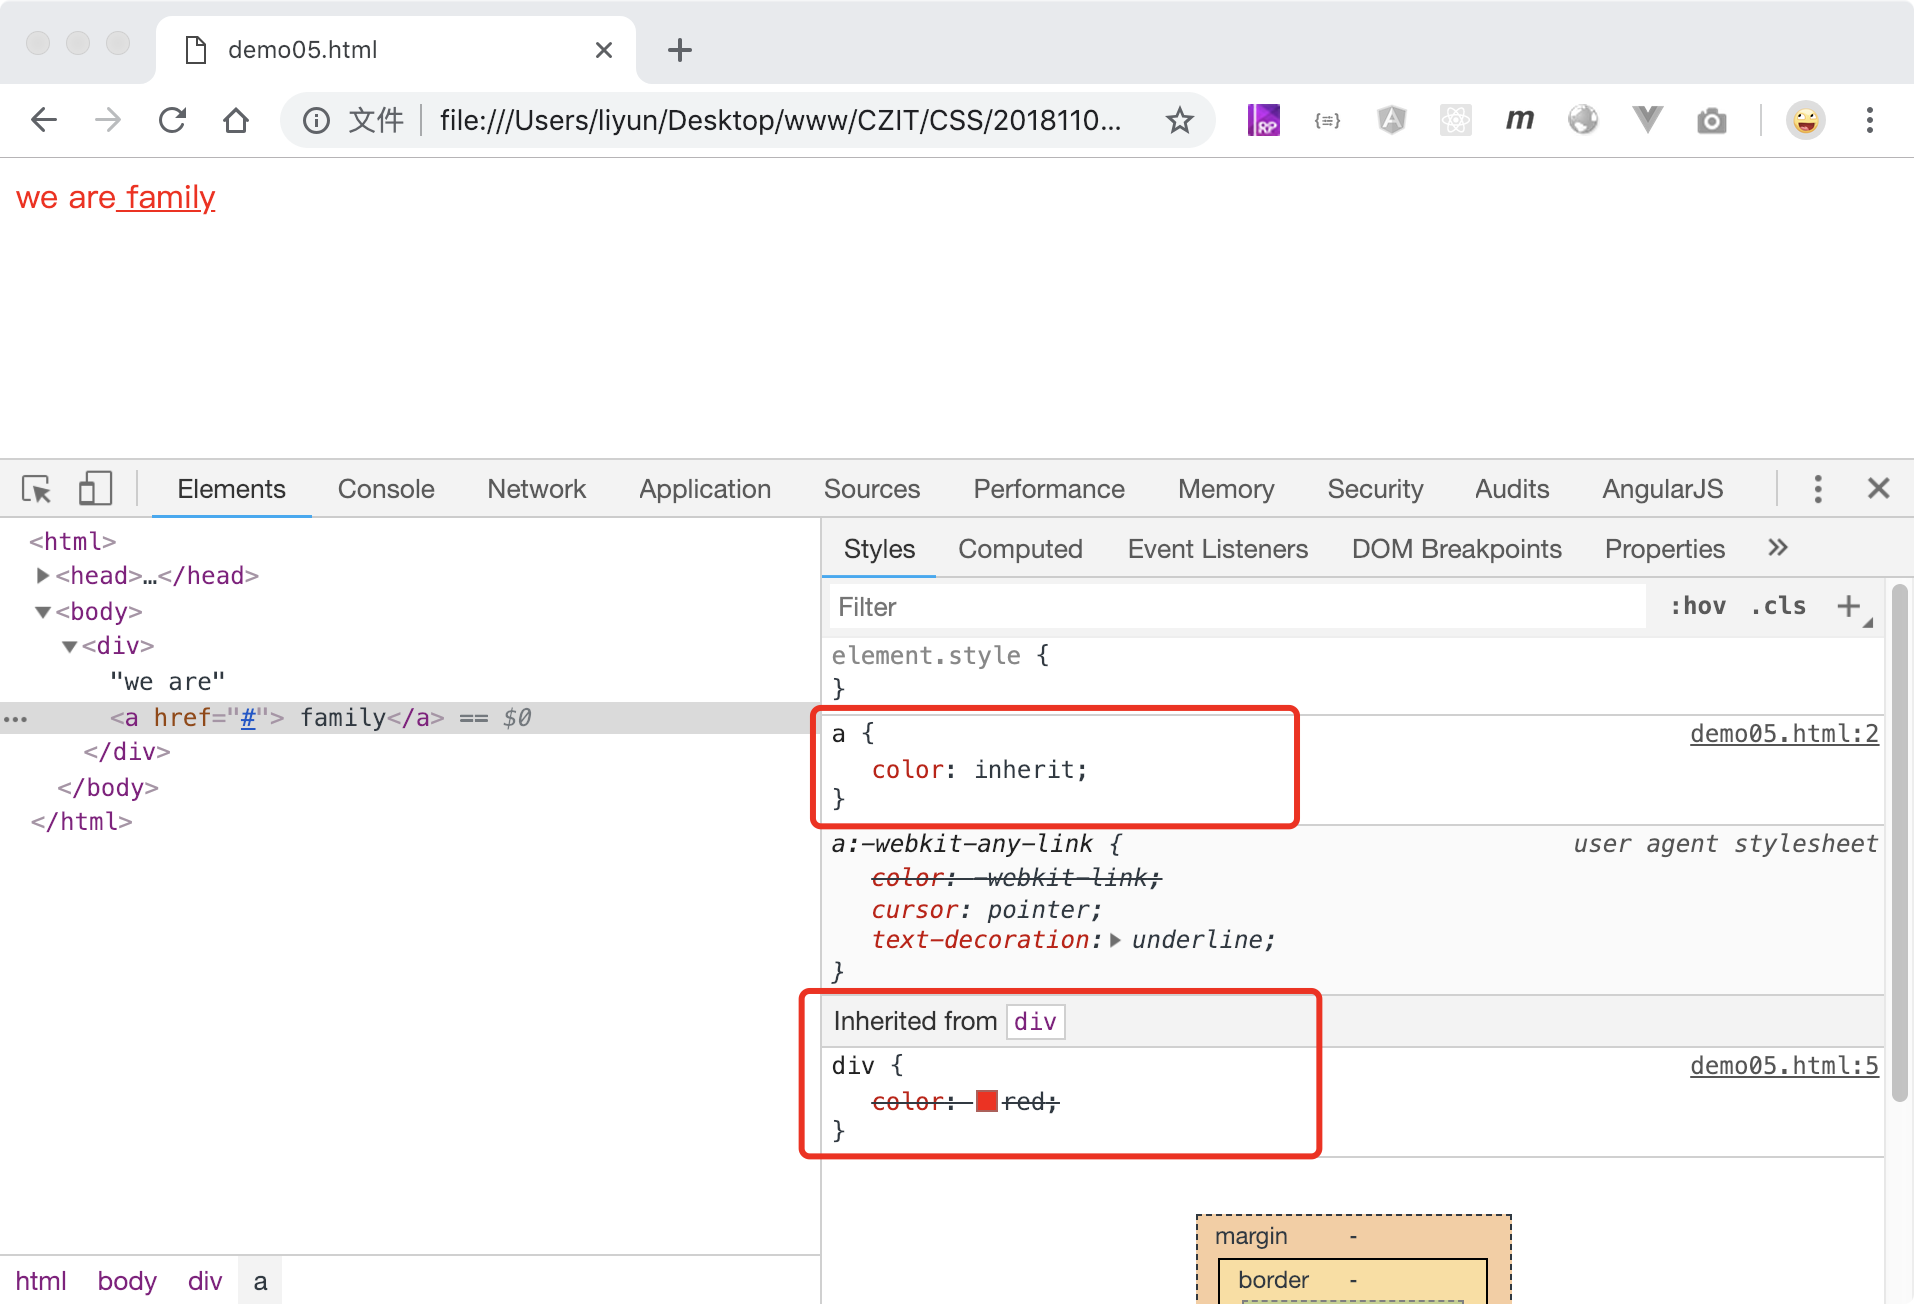 demo05.html
文件 file:///Users/liyun/Desktop/www/CZIT/CSS/2018110...
RP
m
we are family
Elements Console Network Application Sources Performance Memory Security Audits AngularJS
<html>
<head>…</head>
<body>
<div>
"we are"
<a href="#"> family</a> == $0
</div>
</body>
</html>
html body div a
Styles Computed Event Listeners DOM Breakpoints Properties
Filter :hov .cls
element.style {
}
a { demo05.html:2
color: inherit;
}
a:-webkit-any-link { user agent stylesheet
color: -webkit-link;
cursor: pointer;
text-decoration: underline;
}
Inherited from div
div { demo05.html:5
color: red;
}
margin -
border -